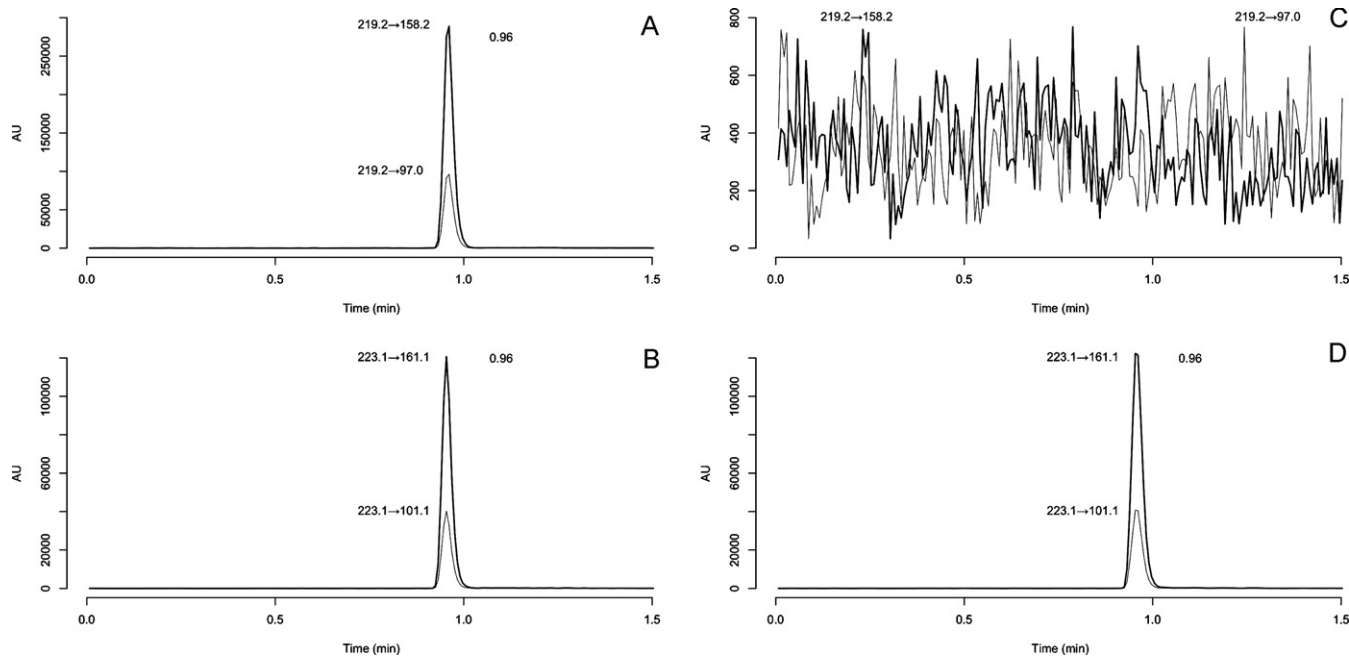 A
219.2→158.2 0.96
219.2→97.0
AU
0 50000 150000 250000
0.0 0.5 1.0 1.5
Time (min)
C
219.2→158.2 219.2→97.0
AU
0 200 400 600 800
0.0 0.5 1.0 1.5
Time (min)
B
223.1→161.1 0.96
223.1→101.1
AU
0 20000 60000 100000
0.0 0.5 1.0 1.5
Time (min)
D
223.1→161.1 0.96
223.1→101.1
AU
0 20000 60000 100000
0.0 0.5 1.0 1.5
Time (min)